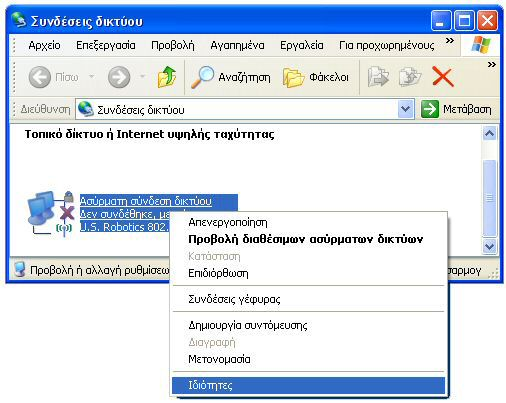 Συνδέσεις δικτύου
Αρχείο Επεξεργασία Προβολή Αγαπημένα Εργαλεία Για προχωρημένους »
Πίσω Αναζήτηση Φάκελοι »
Διεύθυνση Συνδέσεις δικτύου Μετάβαση
Τοπικό δίκτυο ή Internet υψηλής ταχύτητας
Ασύρματη σύνδεση δικτύου
Δεν συνδέθηκε, με
U.S. Robotics 802.
Απενεργοποίηση
Προβολή διαθέσιμων ασύρματων δικτύων
Κατάσταση
Επιδιόρθωση
Συνδέσεις γέφυρας
Προβολή ή αλλαγή ρυθμίσεω
Δημιουργία συντόμευσης
Διαγραφή
Μετονομασία
Ιδιότητες